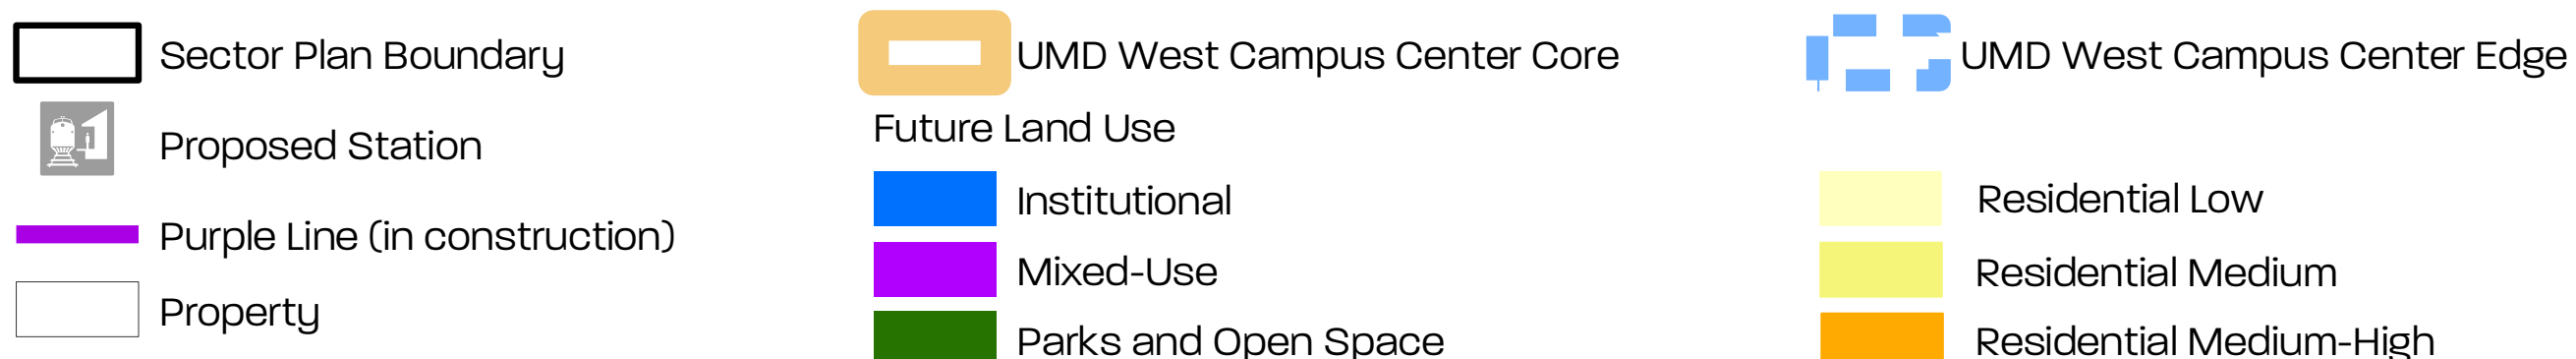 Sector Plan Boundary
Proposed Station
Purple Line (in construction)
Property
UMD West Campus Center Core
Future Land Use
Institutional
Mixed-Use
Parks and Open Space
UMD West Campus Center Edge
Residential Low
Residential Medium
Residential Medium-High